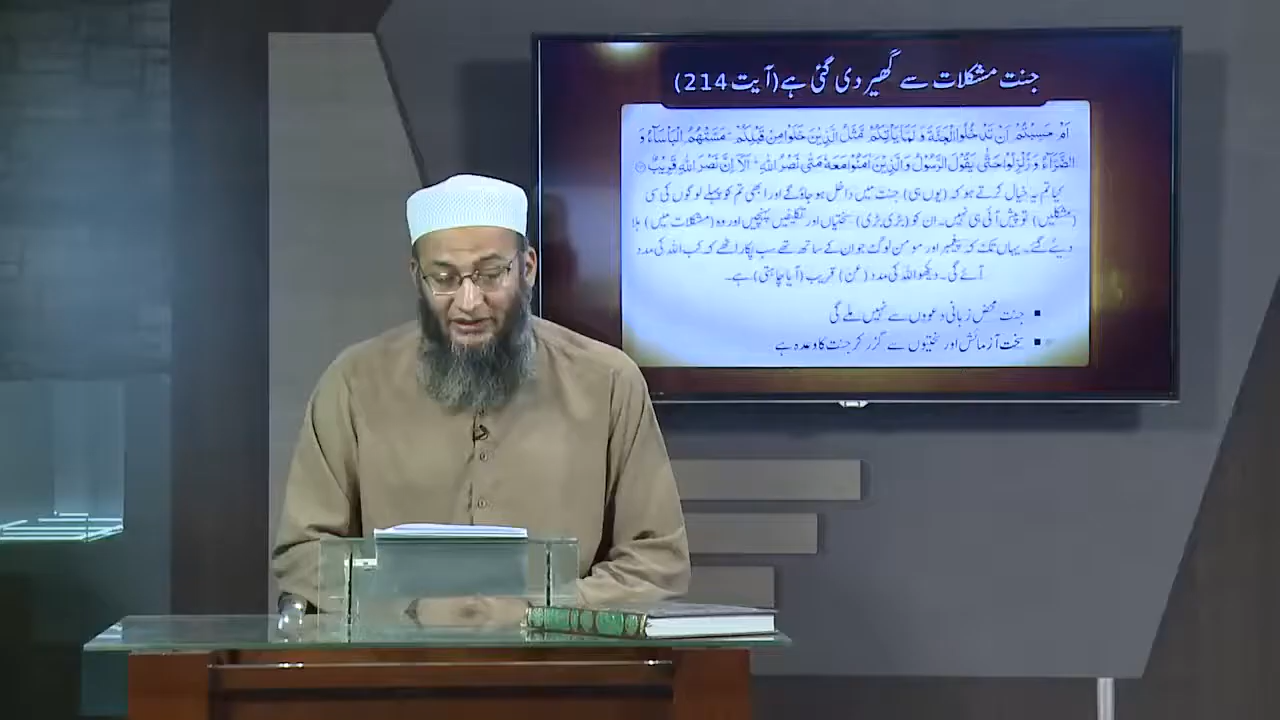 جنت مشکلات سے گھیر دی گئی ہے (آیت 214)
اَمْ حَسِبْتُمْ اَنْ تَدْخُلُوا الْجَنَّةَ وَ لَمَّا يَاْتِكُمْ مَّثَلُ الَّذِيْنَ خَلَوْا مِنْ قَبْلِكُمْ ؕ مَسَّتْهُمُ الْبَاْسَآءُ وَ
الضَّرَّآءُ وَ زُلْزِلُوْا حَتّٰى يَقُوْلَ الرَّسُوْلُ وَ الَّذِيْنَ اٰمَنُوْا مَعَهٗ مَتٰى نَصْرُ اللّٰهِ ؕ اَلَاۤ اِنَّ نَصْرَ اللّٰهِ قَرِيْبٌ
کیا تم یہ خیال کرتے ہو کہ (یوں ہی) جنت میں داخل ہو جاؤ گے اور ابھی تم کو پہلے لوگوں کی سی
(مشکلیں) تو پیش آئی ہی نہیں۔ ان کو (بڑی بڑی) سختیاں اور تکلیفیں پہنچیں اور وہ (مشکلات میں) ہلا
دیئے گئے۔ یہاں تک کہ پیغمبر اور مومن لوگ جو ان کے ساتھ تھے سب پکار اٹھے کہ کب اللہ کی مدد
آئے گی۔ دیکھو اللہ کی مدد (عن) قریب (آیا چاہتی) ہے۔
▪ جنت محض زبانی دعووں سے نہیں ملے گی
▪ سخت آزمائش اور سختیوں سے گزر کر جنت کا وعدہ ہے